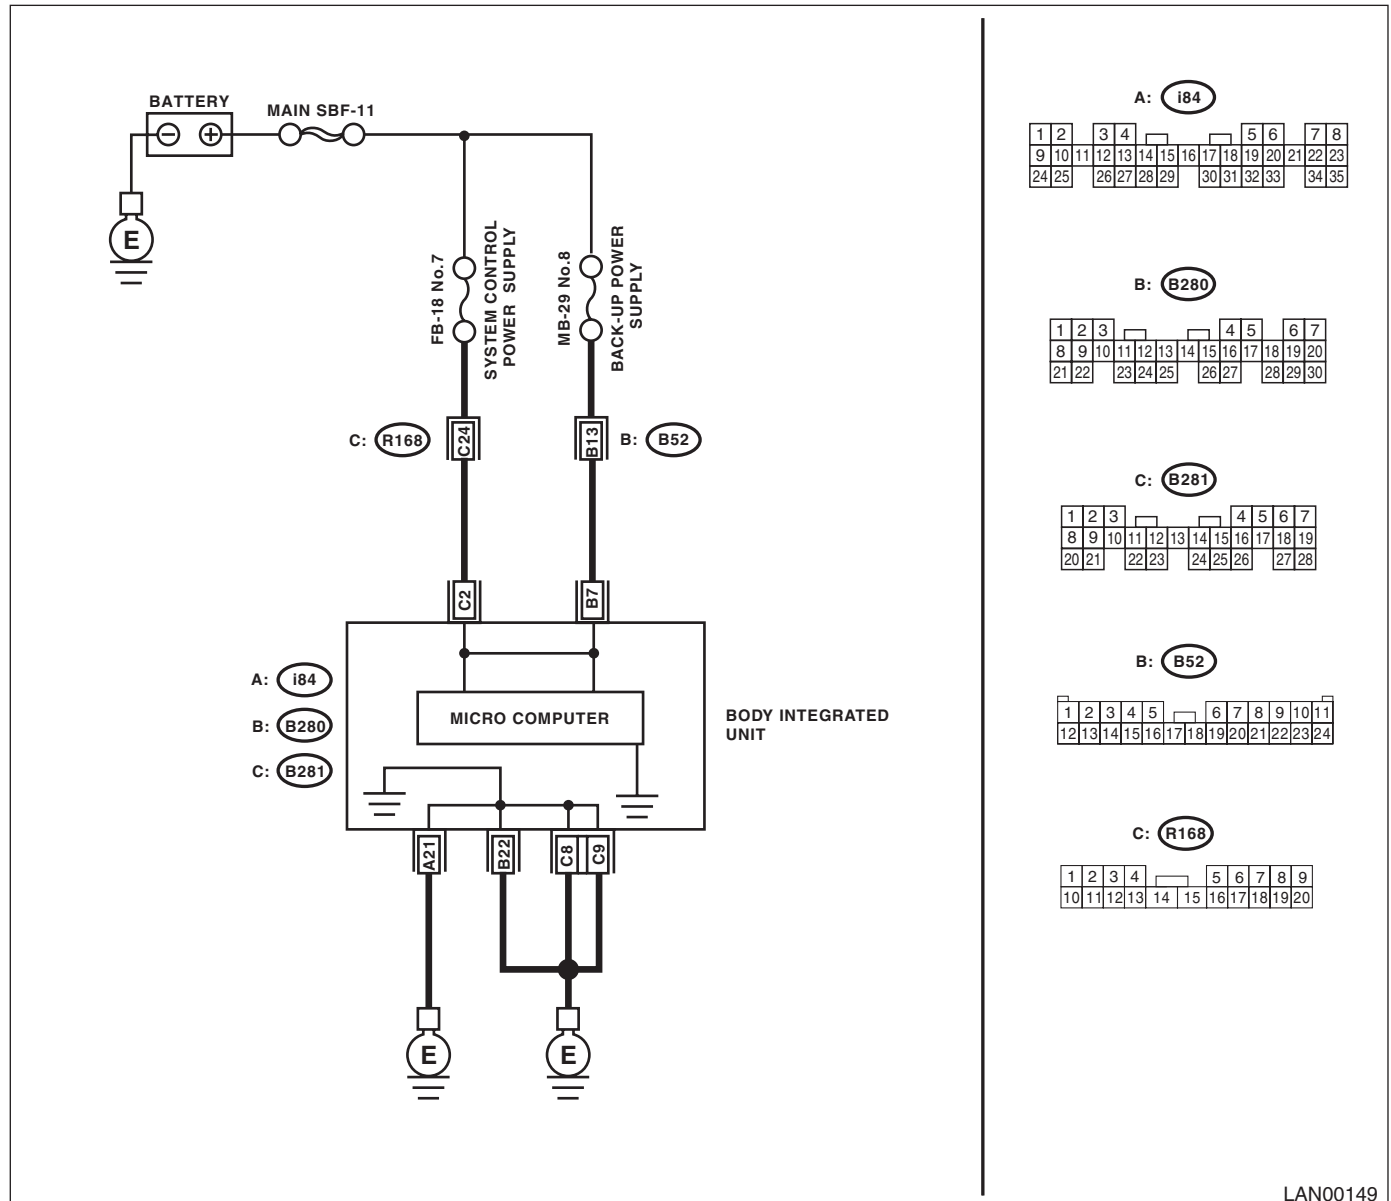 BATTERY
MAIN SBF-11
E
FB-18 No.7
SYSTEM CONTROL
POWER SUPPLY
MB-29 No.8
BACK-UP POWER
SUPPLY
C: R168
C24
B13
B: B52
C2
B7
A: i84
B: B280
C: B281
MICRO COMPUTER
BODY INTEGRATED
UNIT
A21
B22
C8
C9
E
E
A: i84
1 2 3 4 5 6 7 8
9 10 11 12 13 14 15 16 17 18 19 20 21 22 23
24 25 26 27 28 29 30 31 32 33 34 35
B: B280
1 2 3 4 5 6 7
8 9 10 11 12 13 14 15 16 17 18 19 20
21 22 23 24 25 26 27 28 29 30
C: B281
1 2 3 4 5 6 7
8 9 10 11 12 13 14 15 16 17 18 19
20 21 22 23 24 25 26 27 28
B: B52
1 2 3 4 5 6 7 8 9 10 11
12 13 14 15 16 17 18 19 20 21 22 23 24
C: R168
1 2 3 4 5 6 7 8 9
10 11 12 13 14 15 16 17 18 19 20
LAN00149